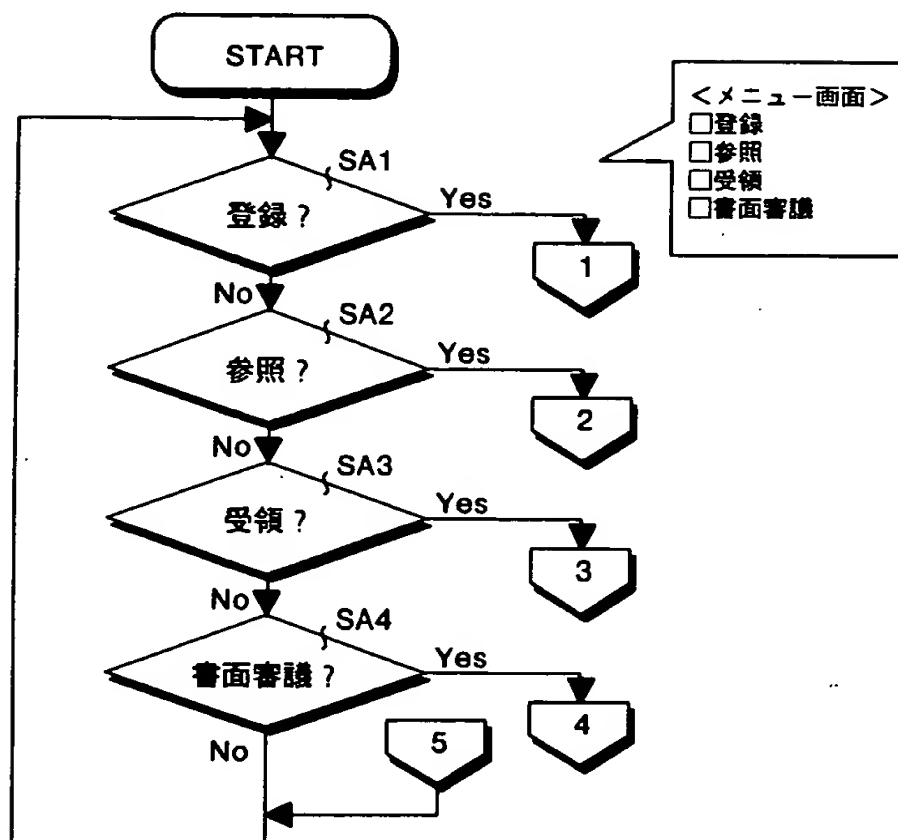 START
<メニュー画面>
□登録
□参照
□受領
□書面審議
SA1
登録?
Yes
1
No
SA2
参照?
Yes
2
No
SA3
受領?
Yes
3
No
SA4
書面審議?
Yes
4
No
5